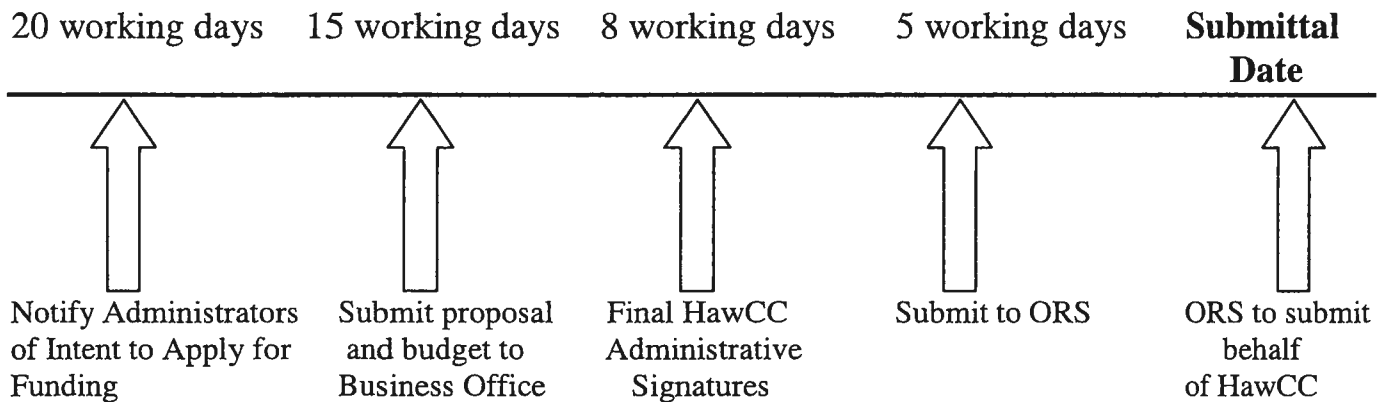 20 working days 15 working days 8 working days 5 working days Submittal
Date
Notify Administrators
of Intent to Apply for
Funding
Submit proposal
and budget to
Business Office
Final HawCC
Administrative
Signatures
Submit to ORS
ORS to submit
behalf
of HawCC